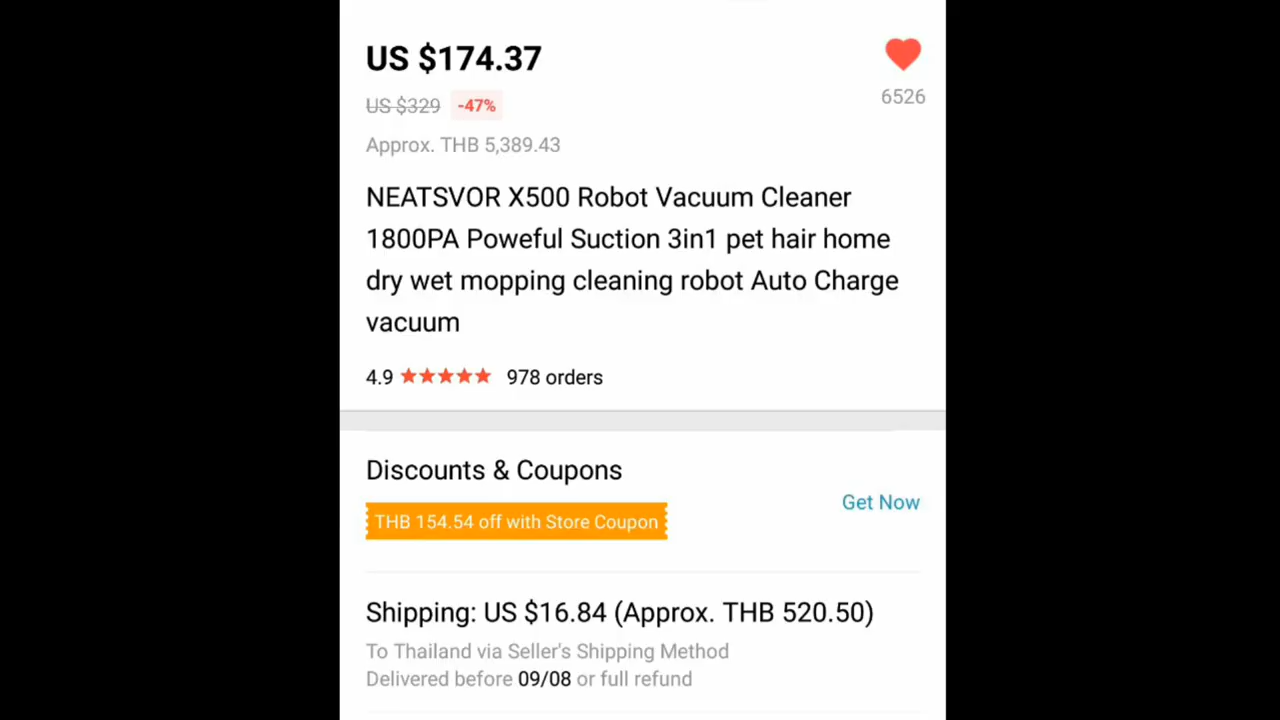 US $174.37
US $329 -47%
6526
Approx. THB 5,389.43
NEATSVOR X500 Robot Vacuum Cleaner
1800PA Poweful Suction 3in1 pet hair home
dry wet mopping cleaning robot Auto Charge
vacuum
4.9 ★★★★★ 978 orders
Discounts & Coupons
Get Now
THB 154.54 off with Store Coupon
Shipping: US $16.84 (Approx. THB 520.50)
To Thailand via Seller's Shipping Method
Delivered before 09/08 or full refund